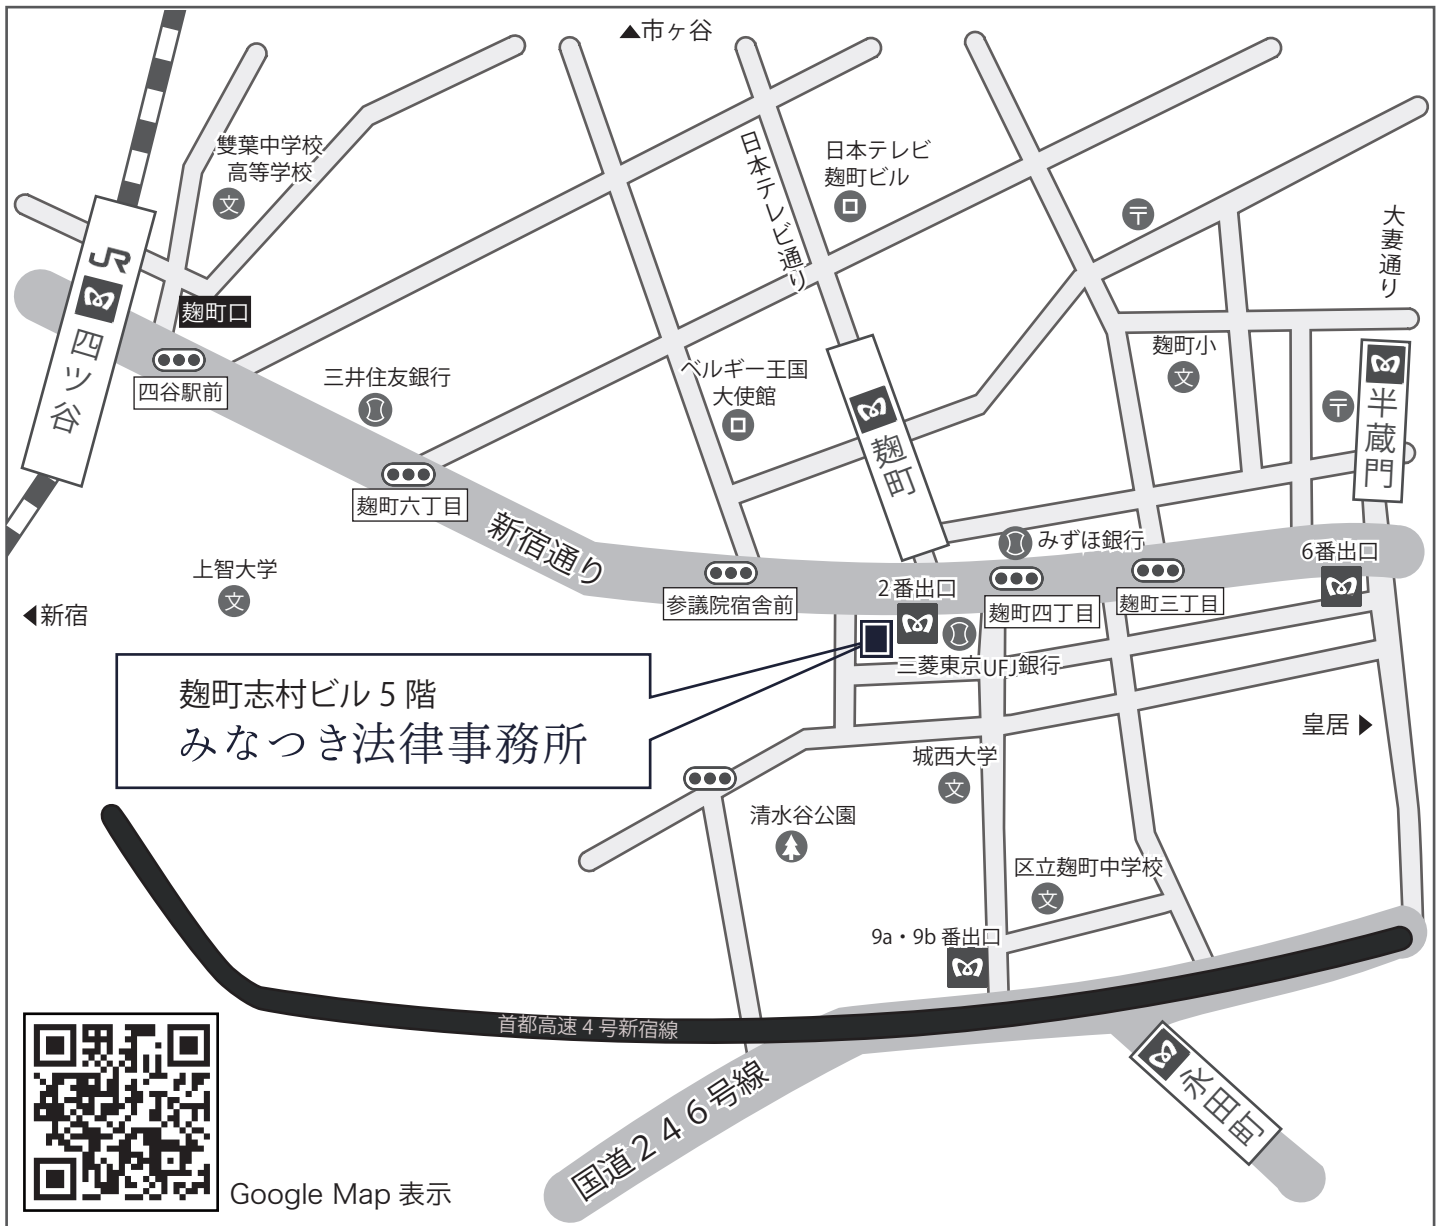 ▲市ヶ谷
雙葉中学校
高等学校
文
日本テレビ通り
日本テレビ
麹町ビル
〒
大妻通り
JR
四ツ谷
麹町口
四谷駅前
三井住友銀行
ベルギー王国
大使館
麹町
麹町小
文
〒
半蔵門
麹町六丁目
新宿通り
みずほ銀行
6番出口
上智大学
文
◀新宿
参議院宿舎前
2番出口
麹町四丁目
麹町三丁目
三菱東京UFJ銀行
麹町志村ビル5階
みなつき法律事務所
皇居▶
城西大学
文
清水谷公園
区立麹町中学校
文
9a・9b番出口
首都高速4号新宿線
国道246号線
永田町
Google Map 表示